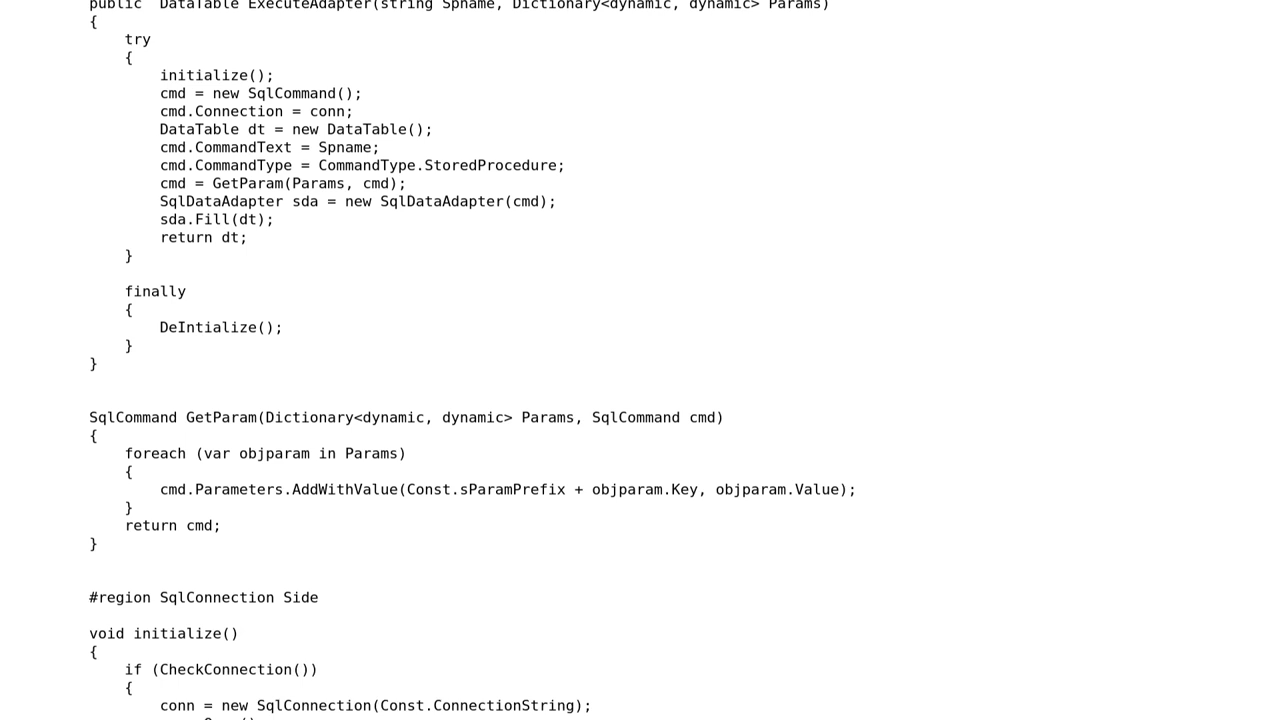 public  DataTable ExecuteAdapter(string Spname, Dictionary<dynamic, dynamic> Params)
{
    try
    {
        initialize();
        cmd = new SqlCommand();
        cmd.Connection = conn;
        DataTable dt = new DataTable();
        cmd.CommandText = Spname;
        cmd.CommandType = CommandType.StoredProcedure;
        cmd = GetParam(Params, cmd);
        SqlDataAdapter sda = new SqlDataAdapter(cmd);
        sda.Fill(dt);
        return dt;
    }
    finally
    {
        DeIntialize();
    }
}
SqlCommand GetParam(Dictionary<dynamic, dynamic> Params, SqlCommand cmd)
{
    foreach (var objparam in Params)
    {
        cmd.Parameters.AddWithValue(Const.sParamPrefix + objparam.Key, objparam.Value);
    }
    return cmd;
}
#region SqlConnection Side
void initialize()
{
    if (CheckConnection())
    {
        conn = new SqlConnection(Const.ConnectionString);